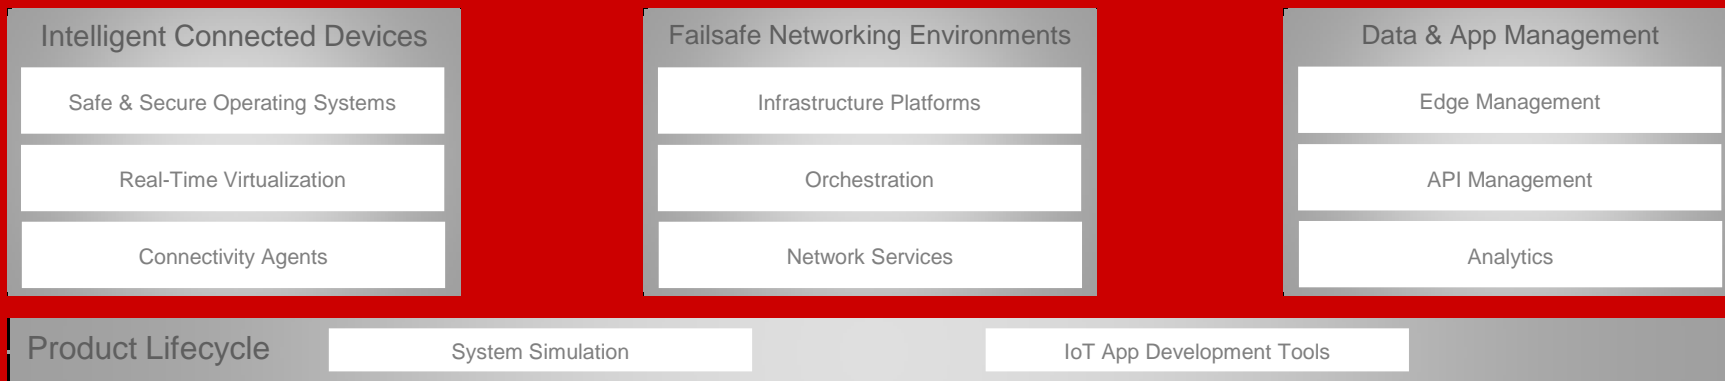 Intelligent Connected Devices
Safe & Secure Operating Systems
Real-Time Virtualization
Connectivity Agents
Failsafe Networking Environments
Infrastructure Platforms
Orchestration
Network Services
Data & App Management
Edge Management
API Management
Analytics
Product Lifecycle
System Simulation
IoT App Development Tools